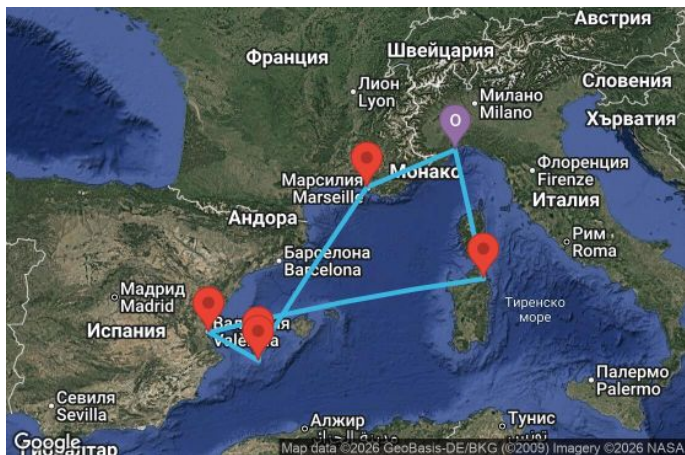 Австрия
Франция
Швейцария
Словения
Лион
Lyon
Милано
Milano
Хърватия
O
Марсилия
Marseille
Монако
Флоренция
Firenze
Италия
Андора
Барселона
Barcelona
Рим
Roma
Мадрид
Madrid
Испания
València
Тиренско
море
Севиля
Sevilla
Палермо
Palermo
Алжир
Тунис
تونس
Google
Map data ©2026 GeoBasis-DE/BKG (©2009) Imagery ©2026 NASA